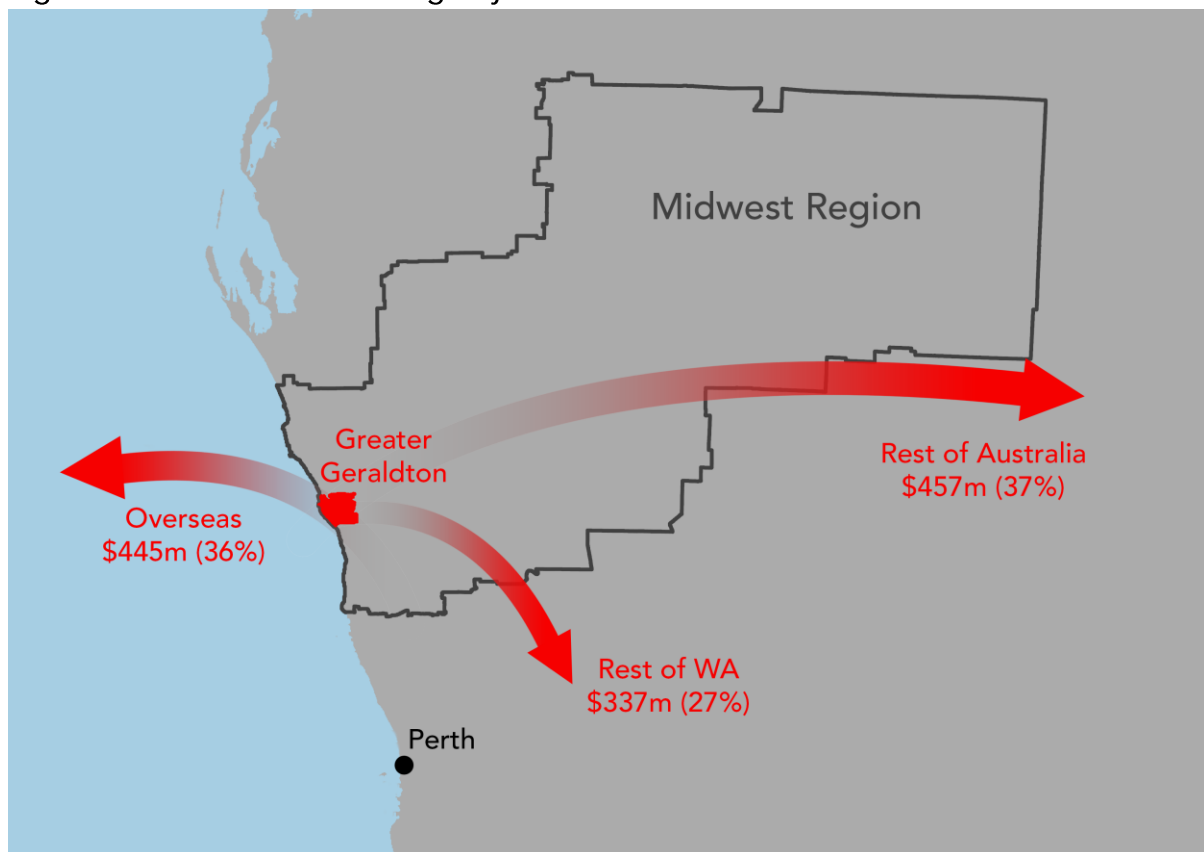 Midwest Region
Greater
Geraldton
Rest of Australia
$457m (37%)
Overseas
$445m (36%)
Rest of WA
$337m (27%)
Perth